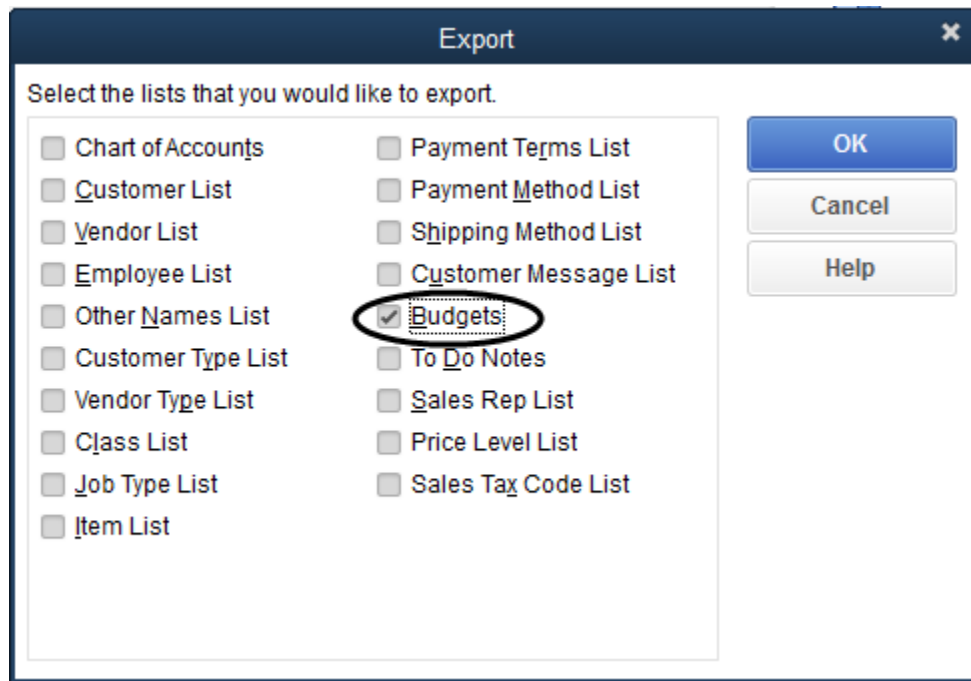 Export
Select the lists that you would like to export.
Chart of Accounts
Customer List
Vendor List
Employee List
Other Names List
Customer Type List
Vendor Type List
Class List
Job Type List
Item List
Payment Terms List
Payment Method List
Shipping Method List
Customer Message List
Budgets
To Do Notes
Sales Rep List
Price Level List
Sales Tax Code List
OK
Cancel
Help